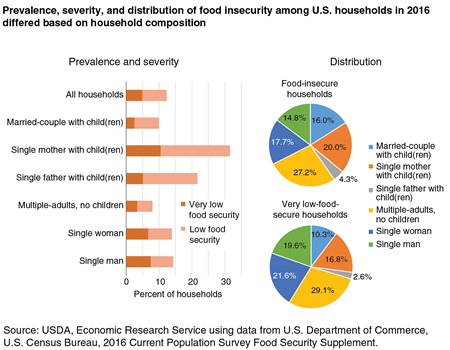 Prevalence, severity, and distribution of food insecurity among U.S. households in 2016
differed based on household composition
Prevalence and severity
All households
Married-couple with child(ren)
Single mother with child(ren)
Single father with child(ren)
Multiple-adults, no children
Single woman
Single man
Very low
food security
Low food
security
0
10
20
30
Percent of households
Distribution
Food-insecure
households
14.8%
16.0%
17.7%
20.0%
4.3%
27.2%
Very low-food-
secure households
10.3%
19.6%
16.8%
2.6%
21.6%
29.1%
Married-couple
with child(ren)
Single mother
with child(ren)
Single father with
child(ren)
Multiple-adults,
no children
Single woman
Single man
Source: USDA, Economic Research Service using data from U.S. Department of Commerce,
U.S. Census Bureau, 2016 Current Population Survey Food Security Supplement.